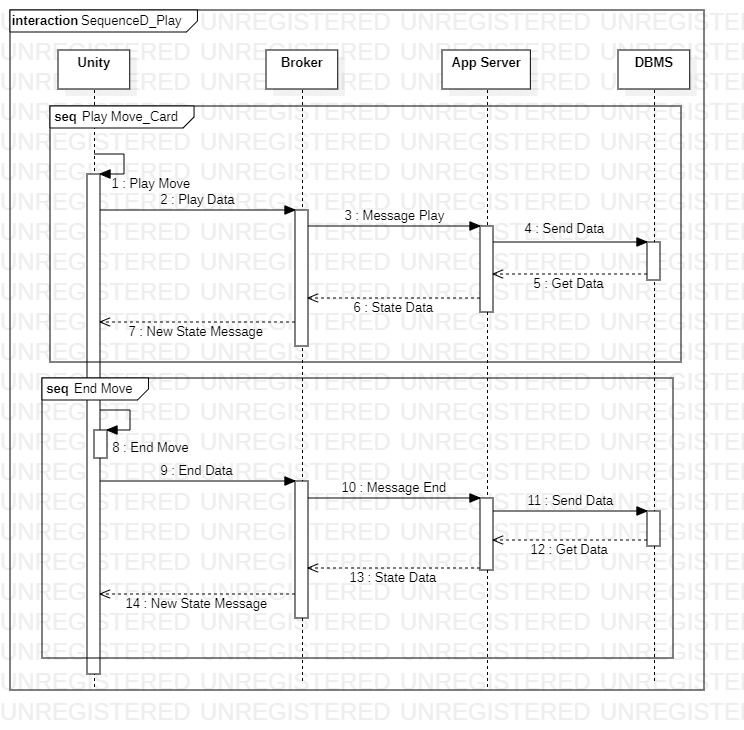 interaction SequenceD_Play
Unity
Broker
App Server
DBMS
seq Play Move_Card
1 : Play Move
2 : Play Data
3 : Message Play
4 : Send Data
5 : Get Data
6 : State Data
7 : New State Message
seq End Move
8 : End Move
9 : End Data
10 : Message End
11 : Send Data
12 : Get Data
13 : State Data
14 : New State Message
UNREGISTERED UNREGISTERED UNREGISTERED UNREGISTERED